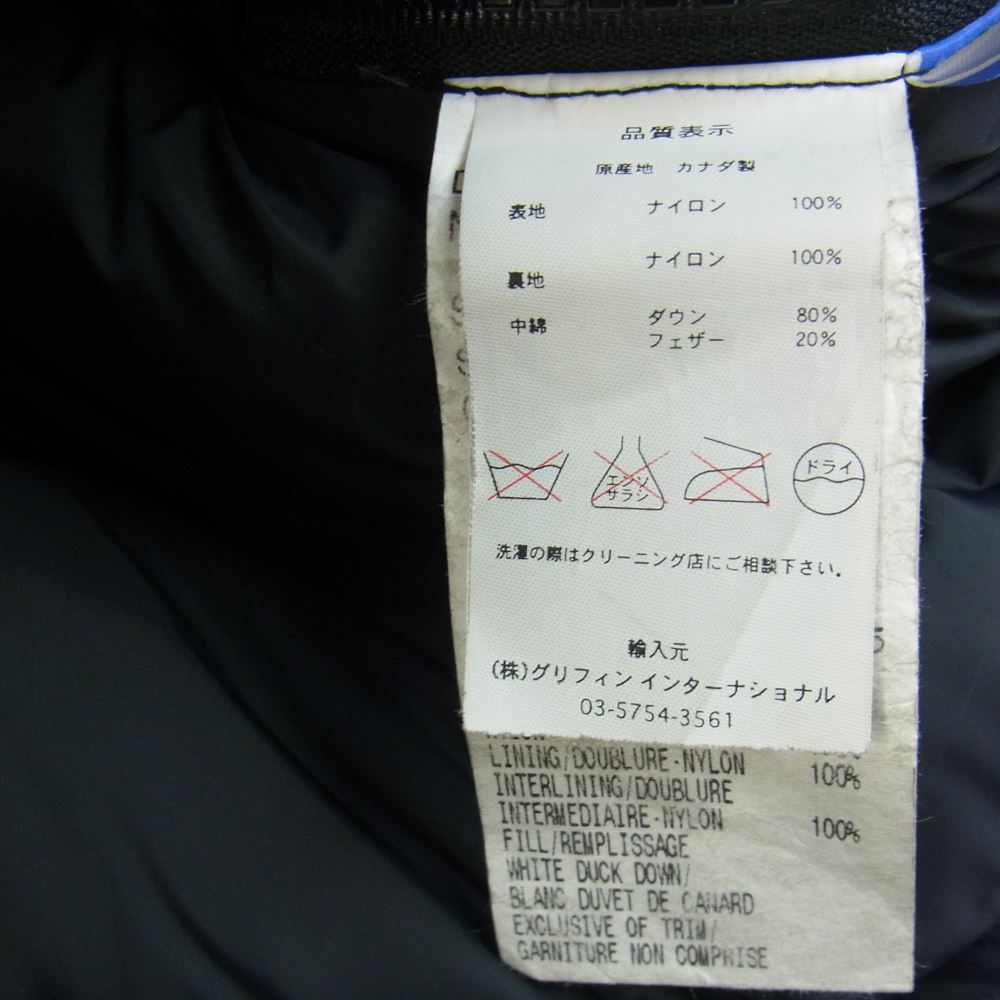 品質表示
原産地 カナダ製
表地 ナイロン 100%
裏地 ナイロン 100%
中綿 ダウン 80%
フェザー 20%
エンソ
サラシ
ドライ
洗濯の際はクリーニング店にご相談下さい.
輸入元
(株)グリフィン インターナショナル
03-5754-3561
LINING/DOUBLURE-NYLON 100%
INTERLINING/DOUBLURE
INTERMEDIAIRE-NYLON 100%
FILL/REMPLISSAGE
WHITE DUCK DOWN/
BLANC DUVET DE CANARD
EXCLUSIVE OF TRIM/
GARNITURE NON COMPRISE